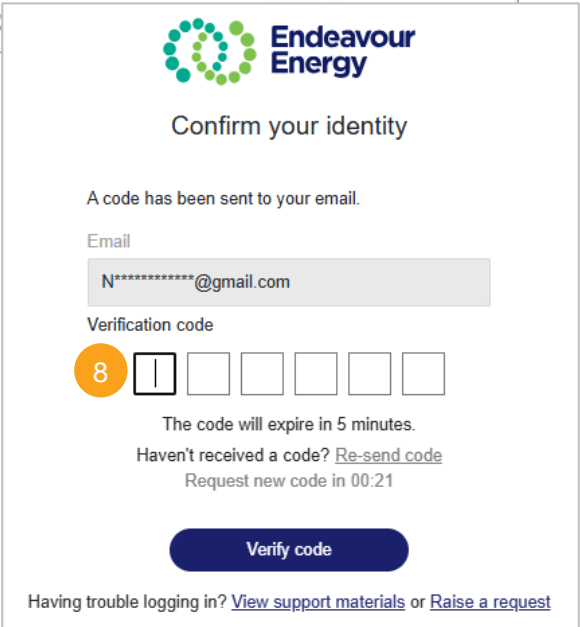 Endeavour
Energy
Confirm your identity
A code has been sent to your email.
Email
N************@gmail.com
Verification code
8
The code will expire in 5 minutes.
Haven't received a code? Re-send code
Request new code in 00:21
Verify code
Having trouble logging in? View support materials or Raise a request